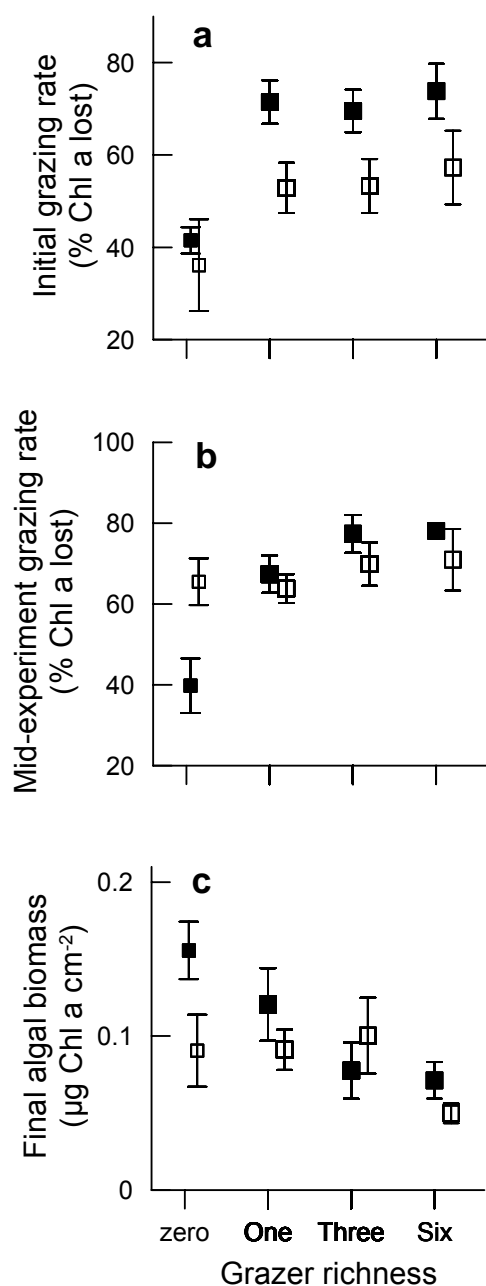 a
Initial grazing rate
(% Chl a lost)
80
60
40
20
b
Mid-experiment grazing rate
(% Chl a lost)
100
80
60
40
20
c
Final algal biomass
(µg Chl a cm⁻²)
0.2
0.1
0
zero One Three Six
Grazer richness